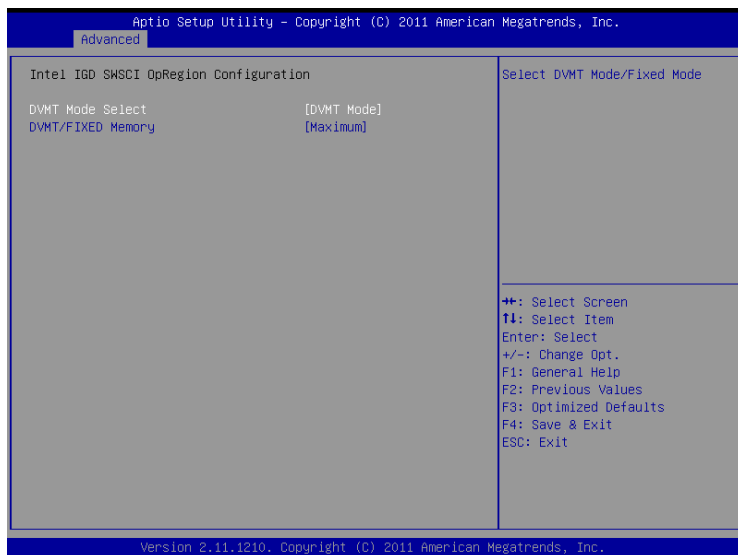 Aptio Setup Utility – Copyright (C) 2011 American Megatrends, Inc.
Advanced
Intel IGD SWSCI OpRegion Configuration
DVMT Mode Select [DVMT Mode]
DVMT/FIXED Memory [Maximum]
Select DVMT Mode/Fixed Mode
→←: Select Screen
↑↓: Select Item
Enter: Select
+/-: Change Opt.
F1: General Help
F2: Previous Values
F3: Optimized Defaults
F4: Save & Exit
ESC: Exit
Version 2.11.1210. Copyright (C) 2011 American Megatrends, Inc.